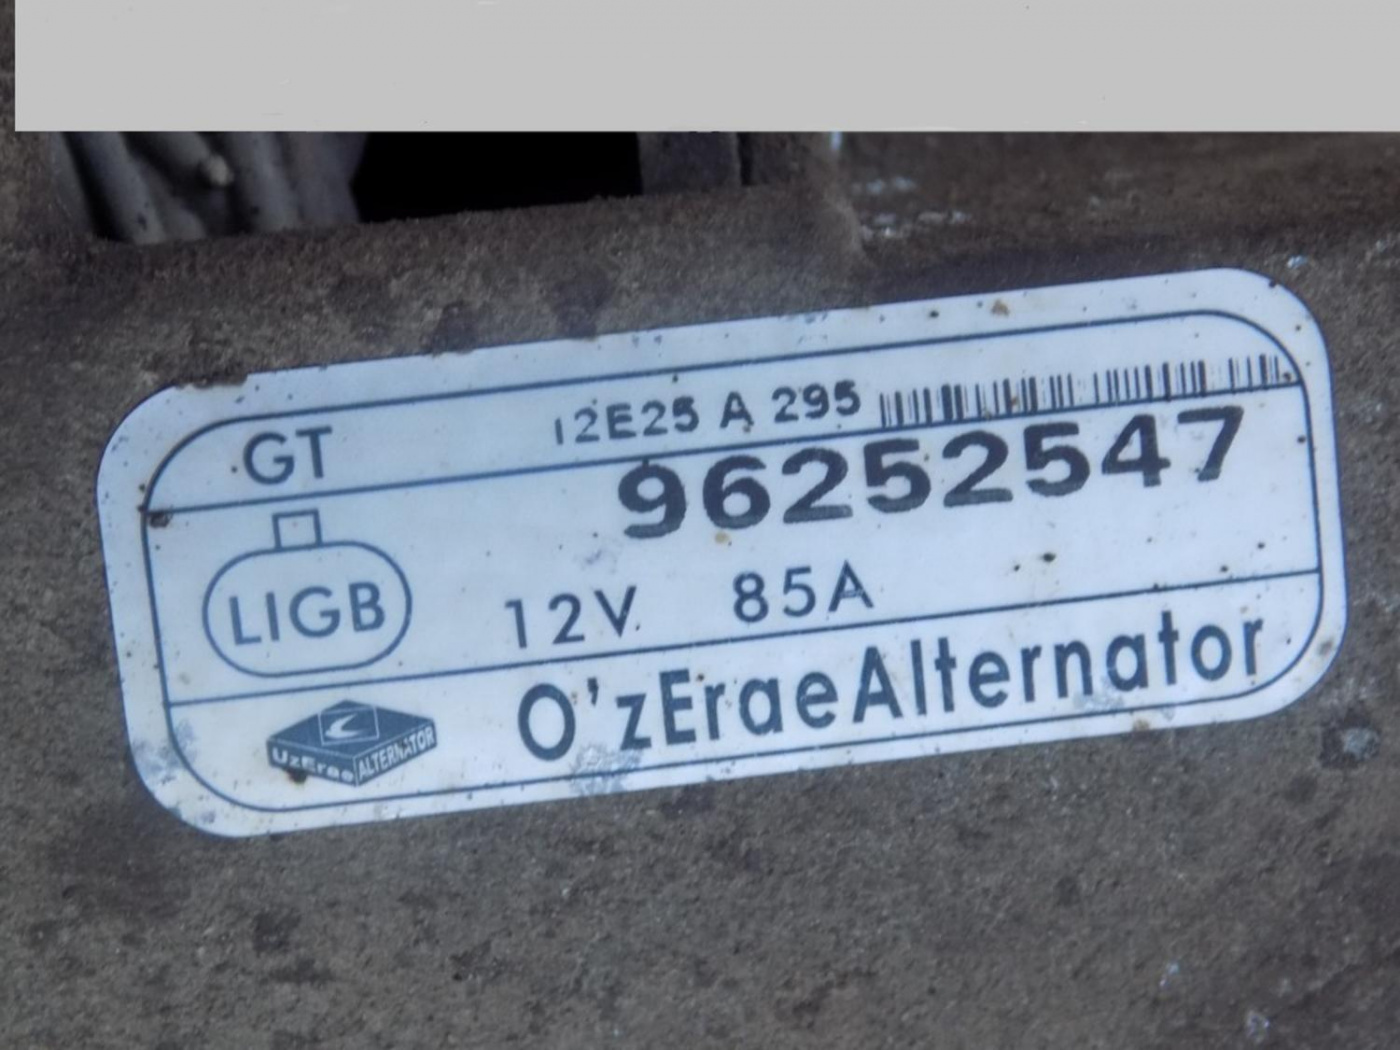 GT 12E25 A 295
96252547
LIGB 12V 85A
UzErae ALTERNATOR O'zEraeAlternator